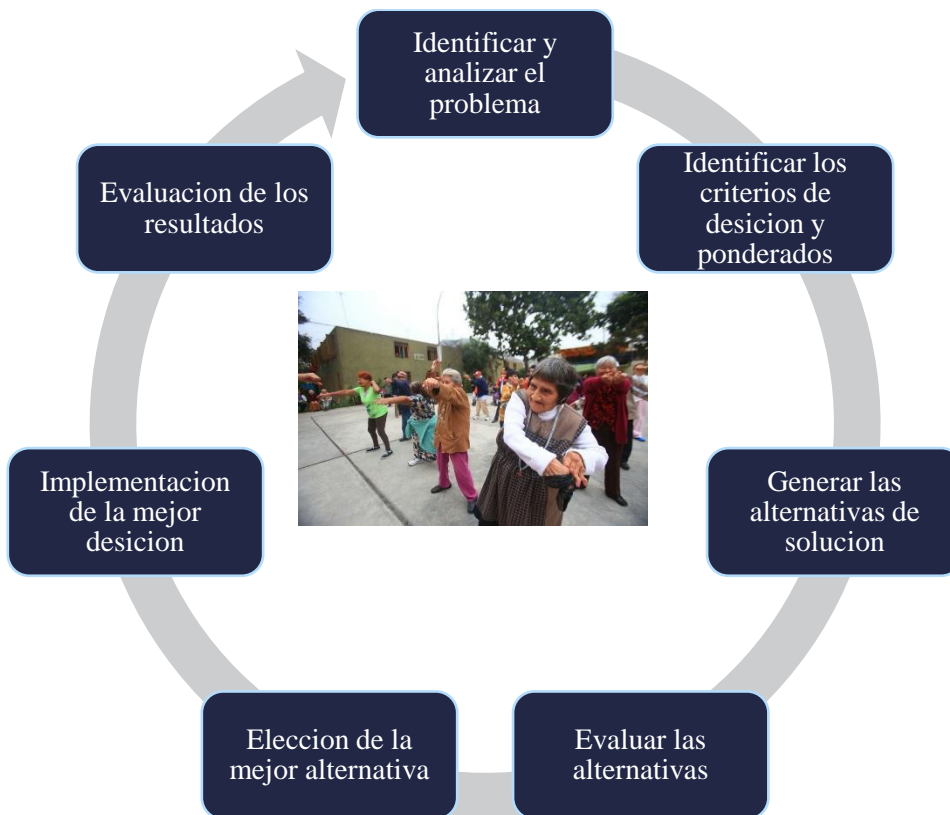 Identificar y
analizar el
problema
Identificar los
criterios de
desicion y
ponderados
Generar las
alternativas de
solucion
Evaluar las
alternativas
Eleccion de la
mejor alternativa
Implementacion
de la mejor
desicion
Evaluacion de los
resultados